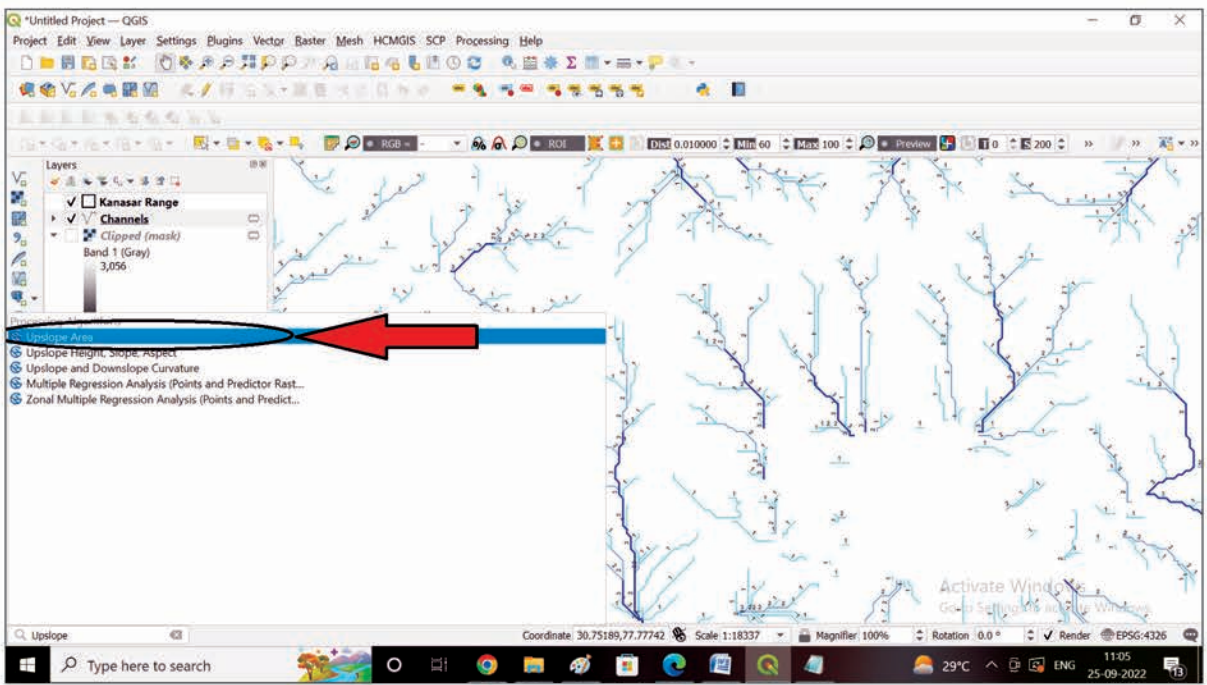 *Untitled Project — QGIS
Project Edit View Layer Settings Plugins Vector Raster Mesh HCMGIS SCP Processing Help
RGB = - ROI Dist 0.010000 Min 60 Max 100 Preview T 0 S 200 » » »
Layers
Kanasar Range
Channels
Clipped (mask)
Band 1 (Gray)
3,056
Processing Algorithms
Upslope Area
Upslope Height, Slope, Aspect
Upslope and Downslope Curvature
Multiple Regression Analysis (Points and Predictor Rast...
Zonal Multiple Regression Analysis (Points and Predict...
Activate Windows
Go to Settings to activate Windows.
Upslope
Coordinate 30.75189,77.77742 Scale 1:18337 Magnifier 100% Rotation 0.0 ° Render EPSG:4326
Type here to search
29°C ENG
11:05
25-09-2022
13